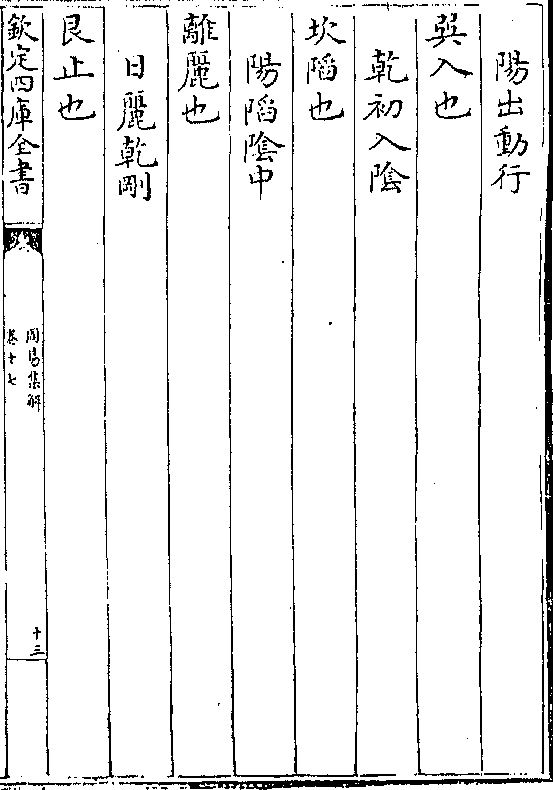 陽出動行
巽入也
乾初入陰
坎陷也
陽陷陰中
離麗也
日麗乾剛
艮止也
欽定四庫全書
周易集解
卷十七
十三